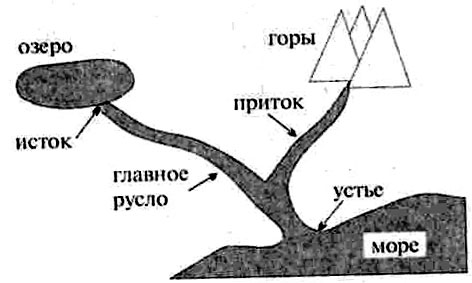 озеро
горы
приток
исток
главное
русло
устье
море